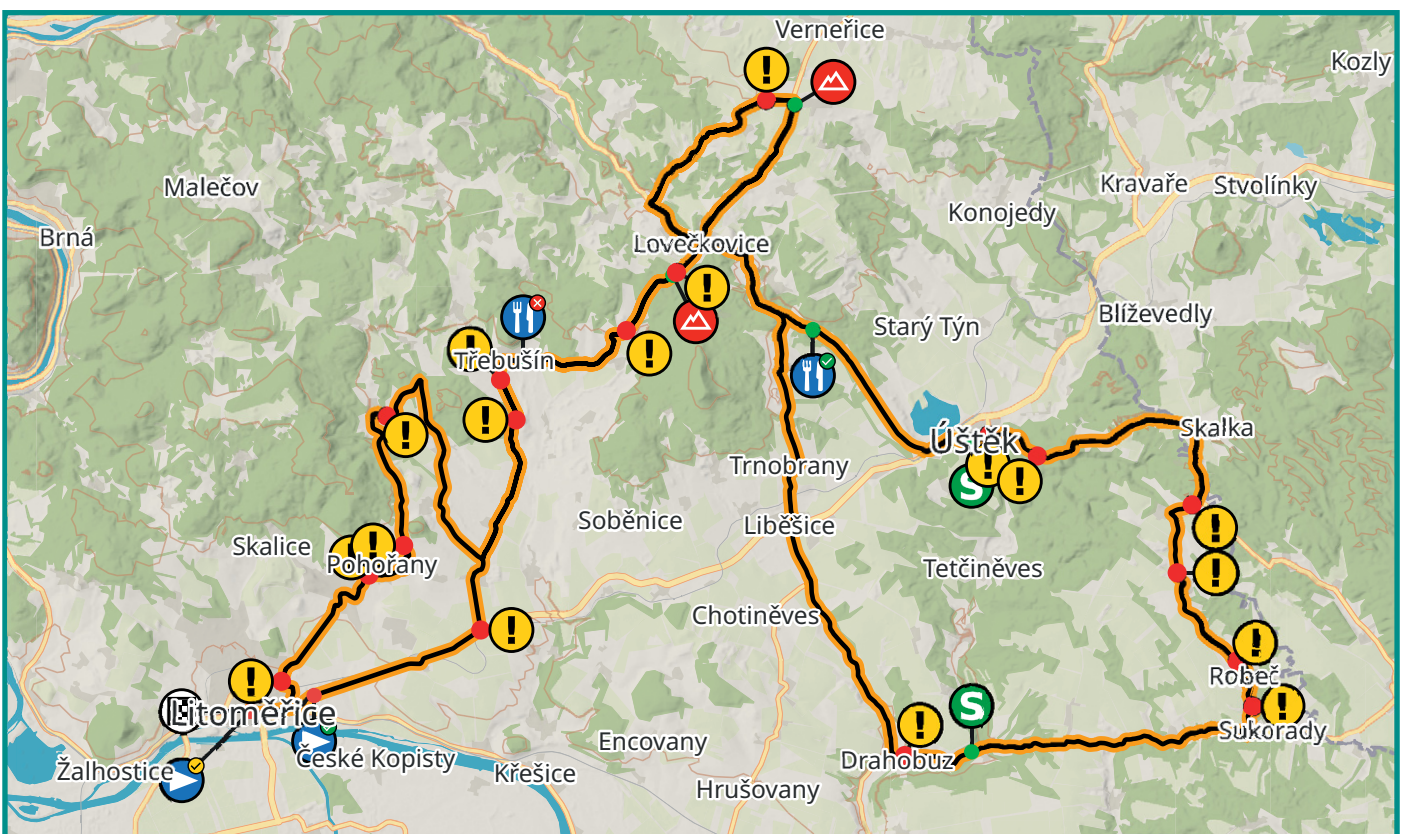 Verneřice
Kozly
Malečov
Kravaře
Stvolínky
Konojedy
Brná
Lovečkovice
Blíževedly
Starý Týn
Třebušín
Skalka
Úštěk
Trnobrany
Soběnice
Liběšice
Skalice
Pohořany
Tetčiněves
Chotiněves
Robeč
S
S
Litoměřice
Sukorady
Encovany
České Kopisty
Drahobuz
Žalhostice
Křešice
Hrušovany